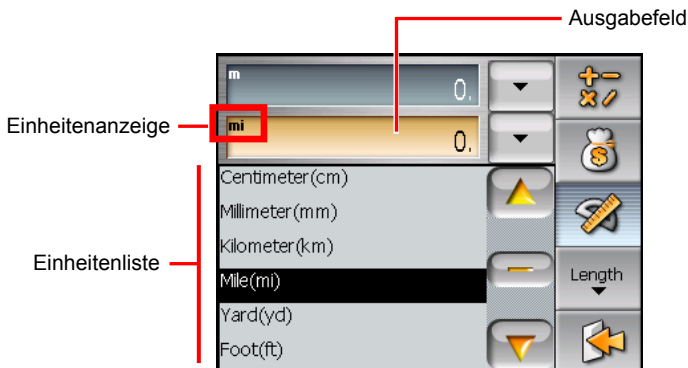 Ausgabefeld
m
0.
Einheitenanzeige
mi
0.
Centimeter(cm)
Millimeter(mm)
Kilometer(km)
Einheitenliste
Mile(mi)
Length
Yard(yd)
Foot(ft)